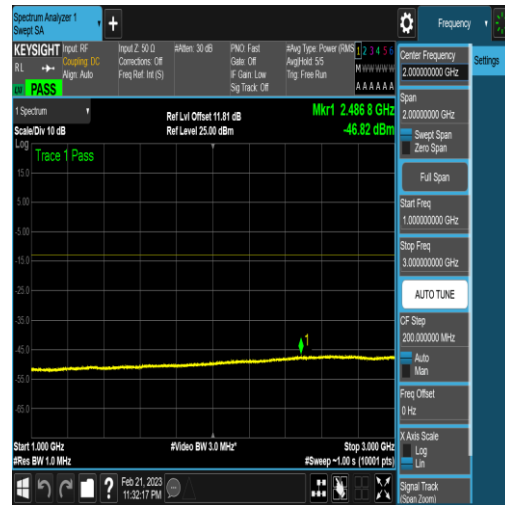 Spectrum Analyzer 1
Swept SA
+
Frequency
KEYSIGHT
Input: RF
Input Z: 50 Ω
#Atten: 30 dB
PNO: Fast
#Avg Type: Power (RMS
1 2 3 4 5 6
R L
Coupling: DC
Corrections: Off
Gate: Off
Avg|Hold: 5/5
M W W W W W
Align: Auto
Freq Ref: Int (S)
IF Gain: Low
Trig: Free Run
Sig Track: Off
A A A A A A
PASS
1 Spectrum
Ref Lvl Offset 11.81 dB
Mkr1 2.486 8 GHz
Scale/Div 10 dB
Ref Level 25.00 dBm
-46.82 dBm
Log
Trace 1 Pass
15.0
5.00
-5.00
-15.0
-25.0
-35.0
-45.0
-55.0
-65.0
1
Start 1.000 GHz
#Video BW 3.0 MHz*
Stop 3.000 GHz
#Res BW 1.0 MHz
#Sweep ~1.00 s (10001 pts)
Center Frequency
2.000000000 GHz
Settings
Span
2.00000000 GHz
Swept Span
Zero Span
Full Span
Start Freq
1.000000000 GHz
Stop Freq
3.000000000 GHz
AUTO TUNE
CF Step
200.000000 MHz
Auto
Man
Freq Offset
0 Hz
X Axis Scale
Log
Lin
Signal Track
(Span Zoom)
?
Feb 21, 2023
11:32:17 PM